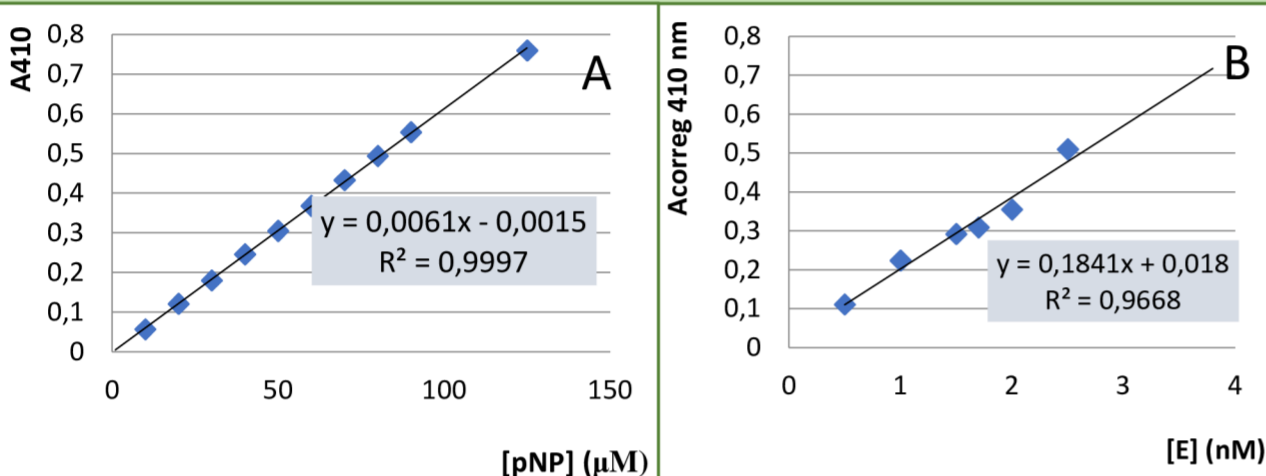 A410
0,8
0,7
0,6
0,5
0,4
0,3
0,2
0,1
0
0
50
100
150
A
y = 0,0061x - 0,0015
R² = 0,9997
[pNP] (μM)
Acorreg 410 nm
0,8
0,7
0,6
0,5
0,4
0,3
0,2
0,1
0
0
1
2
3
4
B
y = 0,1841x + 0,018
R² = 0,9668
[E] (nM)